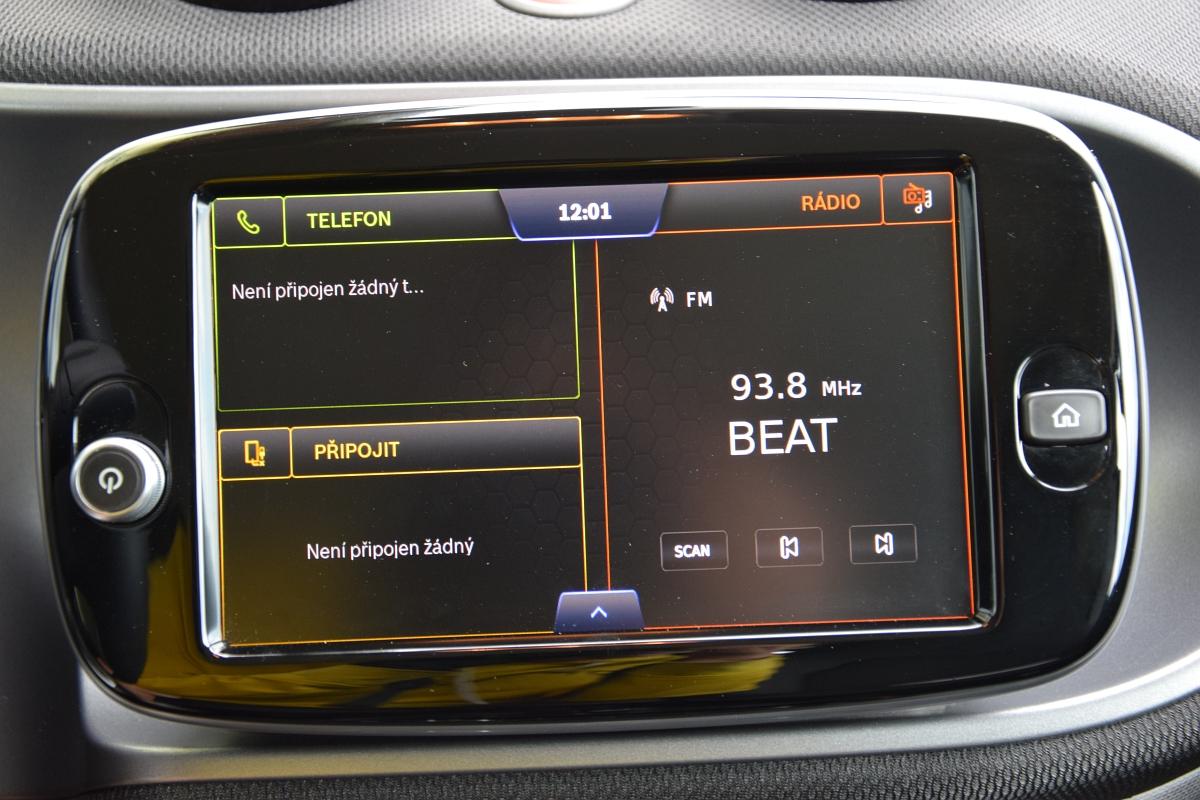 TELEFON
12:01
RÁDIO
Není připojen žádný t...
FM
93.8 MHz
BEAT
PŘIPOJIT
Není připojen žádný
SCAN